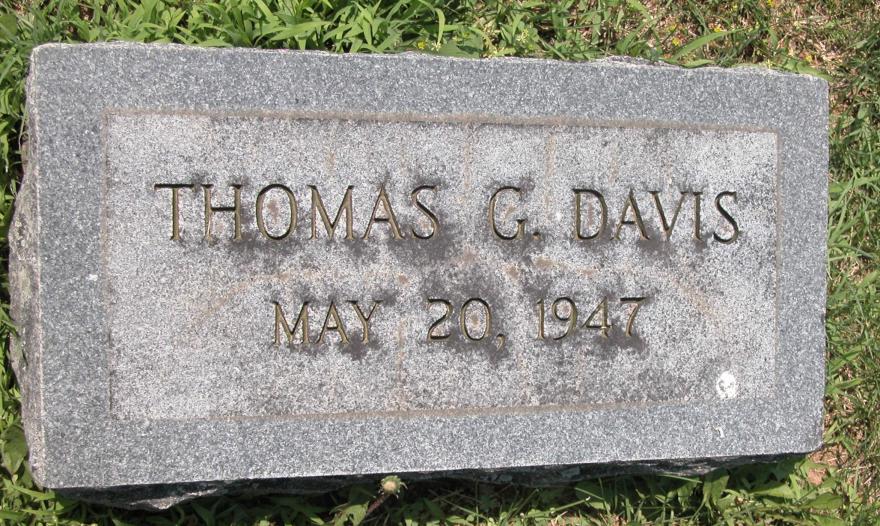 THOMAS G. DAVIS
MAY 20, 1947